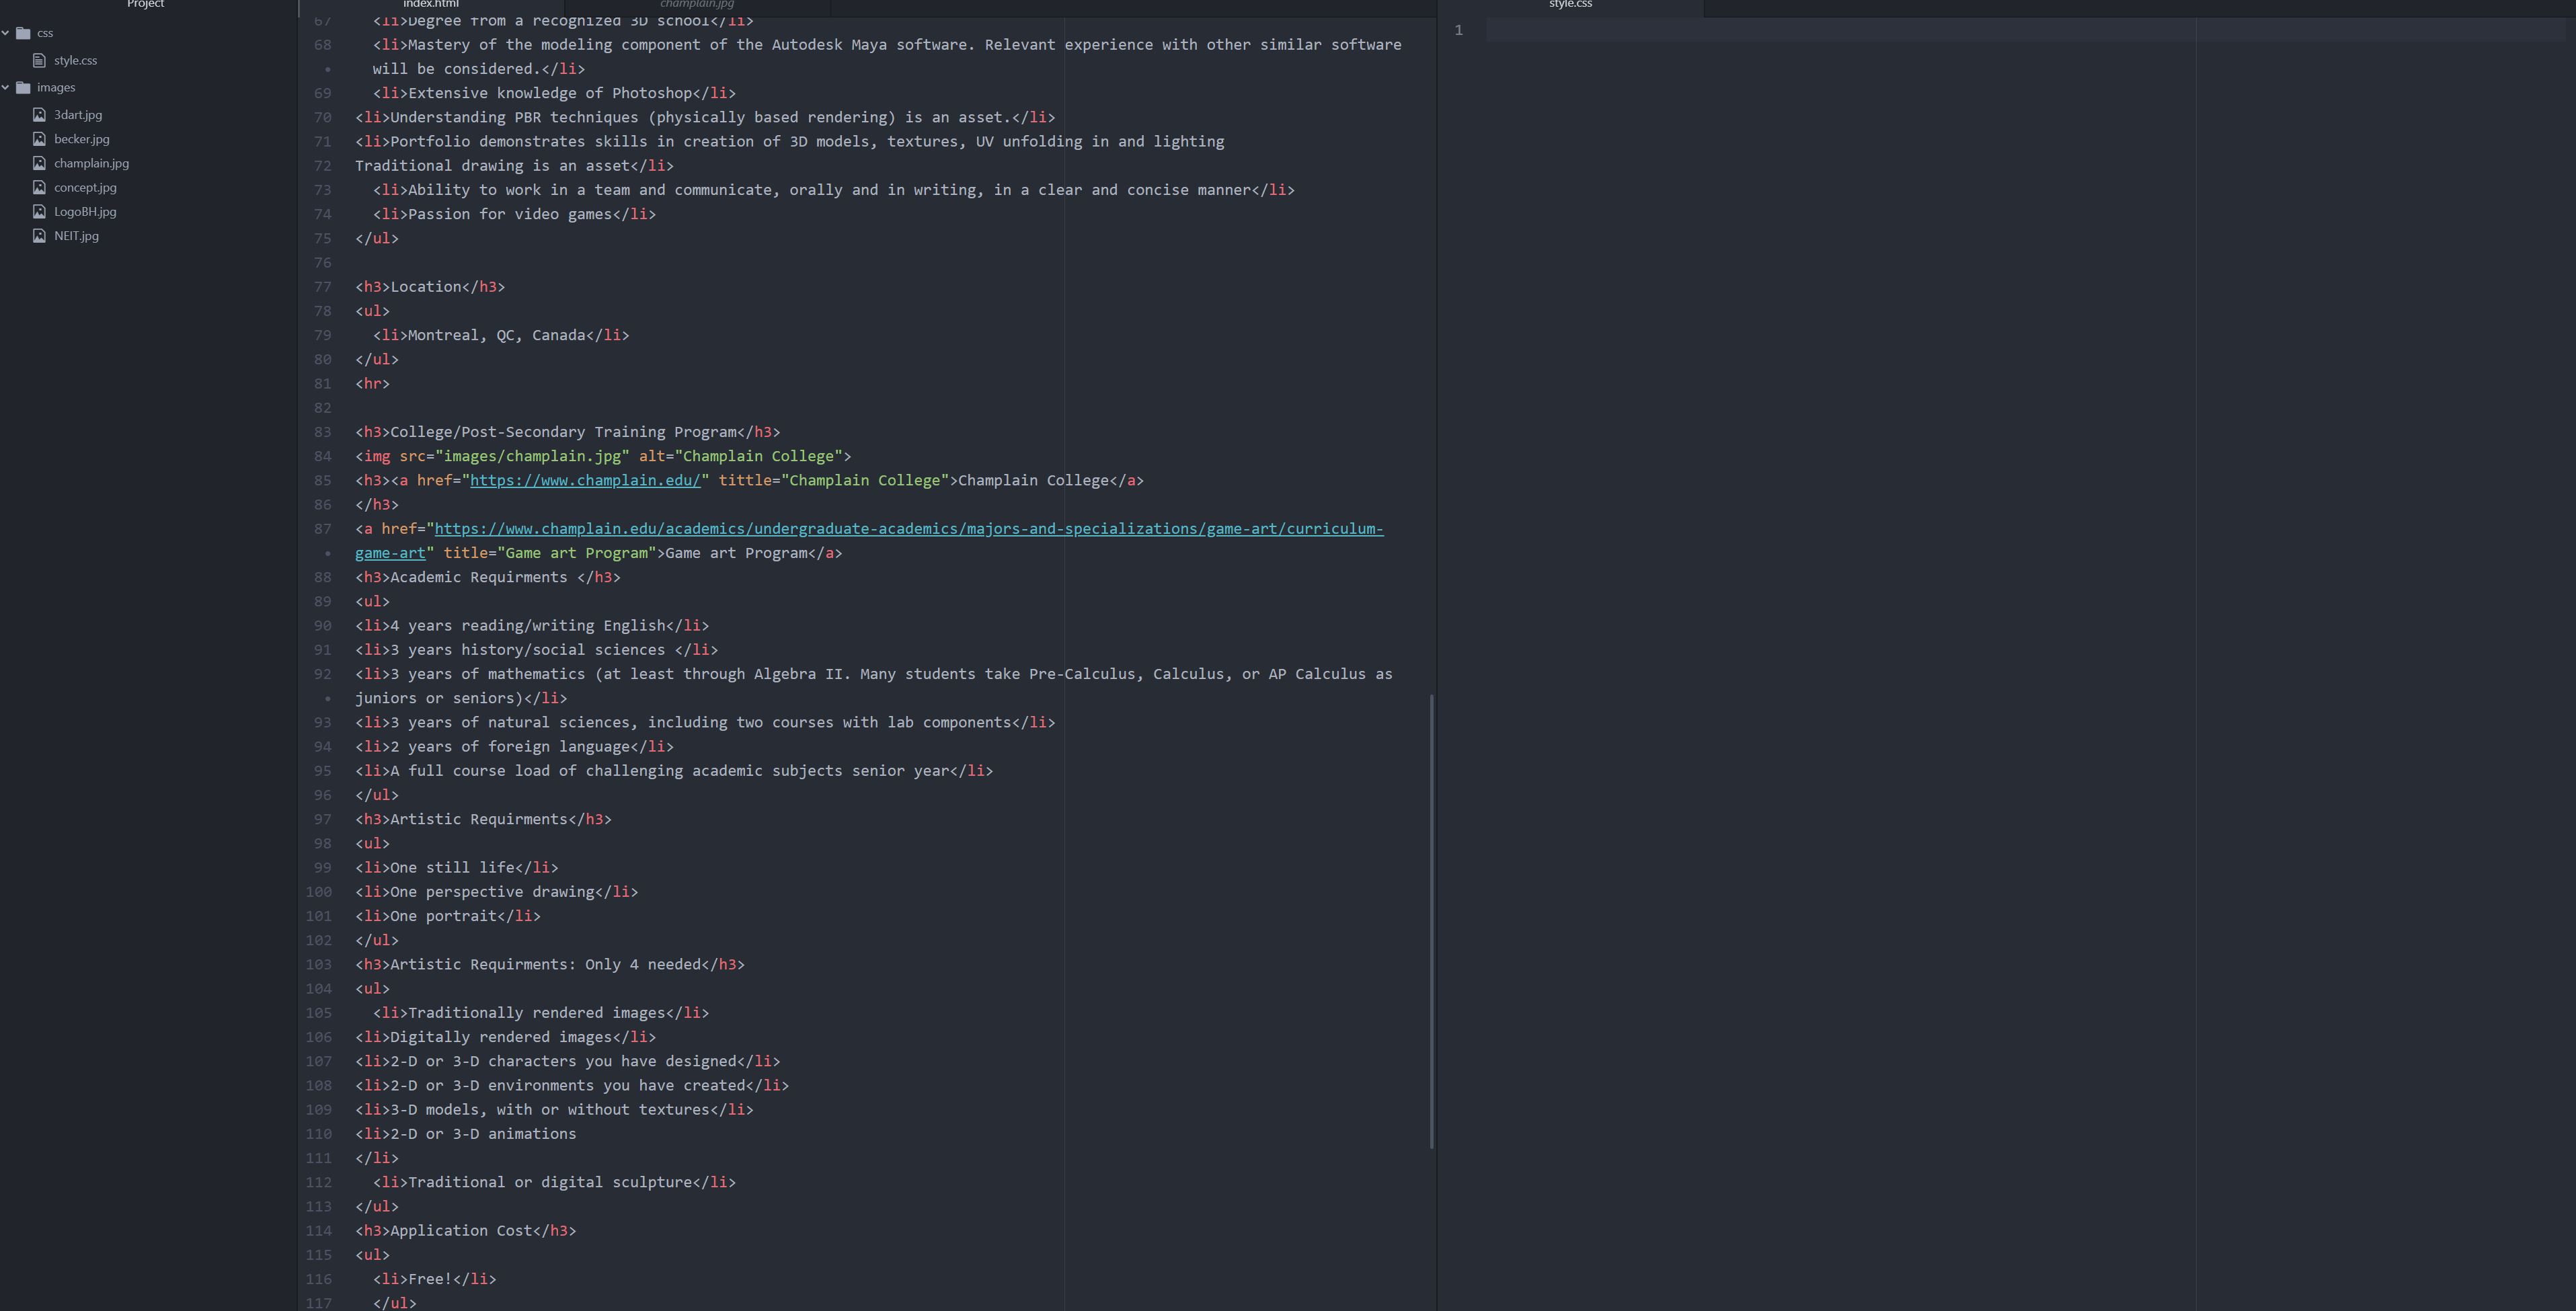 Project
css
style.css
images
3dart.jpg
becker.jpg
champlain.jpg
concept.jpg
LogoBH.jpg
NEIT.jpg
index.html
champlain.jpg
67 <li>Degree from a recognized 3D school</li>
68 <li>Mastery of the modeling component of the Autodesk Maya software. Relevant experience with other similar software
• will be considered.</li>
69 <li>Extensive knowledge of Photoshop</li>
70 <li>Understanding PBR techniques (physically based rendering) is an asset.</li>
71 <li>Portfolio demonstrates skills in creation of 3D models, textures, UV unfolding in and lighting
72 Traditional drawing is an asset</li>
73 <li>Ability to work in a team and communicate, orally and in writing, in a clear and concise manner</li>
74 <li>Passion for video games</li>
75 </ul>
76
77 <h3>Location</h3>
78 <ul>
79 <li>Montreal, QC, Canada</li>
80 </ul>
81 <hr>
82
83 <h3>College/Post-Secondary Training Program</h3>
84 <img src="images/champlain.jpg" alt="Champlain College">
85 <h3><a href="https://www.champlain.edu/" tittle="Champlain College">Champlain College</a>
86 </h3>
87 <a href="https://www.champlain.edu/academics/undergraduate-academics/majors-and-specializations/game-art/curriculum-
• game-art" title="Game art Program">Game art Program</a>
88 <h3>Academic Requirments </h3>
89 <ul>
90 <li>4 years reading/writing English</li>
91 <li>3 years history/social sciences </li>
92 <li>3 years of mathematics (at least through Algebra II. Many students take Pre-Calculus, Calculus, or AP Calculus as
• juniors or seniors)</li>
93 <li>3 years of natural sciences, including two courses with lab components</li>
94 <li>2 years of foreign language</li>
95 <li>A full course load of challenging academic subjects senior year</li>
96 </ul>
97 <h3>Artistic Requirments</h3>
98 <ul>
99 <li>One still life</li>
100 <li>One perspective drawing</li>
101 <li>One portrait</li>
102 </ul>
103 <h3>Artistic Requirments: Only 4 needed</h3>
104 <ul>
105 <li>Traditionally rendered images</li>
106 <li>Digitally rendered images</li>
107 <li>2-D or 3-D characters you have designed</li>
108 <li>2-D or 3-D environments you have created</li>
109 <li>3-D models, with or without textures</li>
110 <li>2-D or 3-D animations
111 </li>
112 <li>Traditional or digital sculpture</li>
113 </ul>
114 <h3>Application Cost</h3>
115 <ul>
116 <li>Free!</li>
117 </ul>
style.css
1